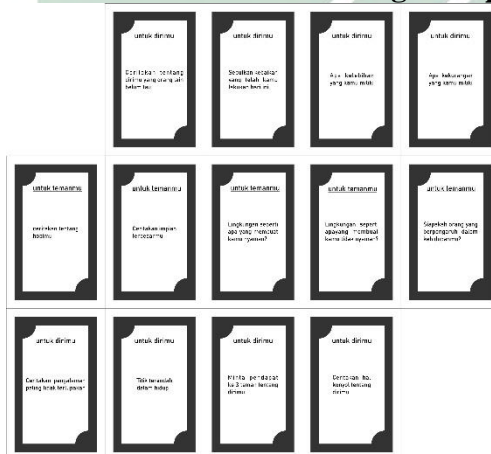 untuk dirimu
untuk dirimu
untuk dirimu
untuk dirimu
Ceritakan tentang
dirimu yang orang lain
belum tau
Sebutkan kebaikan
yang telah kamu
lakukan hari ini
Apa kelebihan
yang kamu miliki
Apa kekurangan
yang kamu miliki
untuk temanmu
untuk temanmu
untuk temanmu
untuk temanmu
untuk temanmu
ceritakan tentang
harimu
Ceritakan impian
terbesarmu
Lingkungan seperti
apa yang membuat
kamu nyaman?
Lingkungan seperti
apa yang membuat
kamu tidak nyaman?
Siapakah orang yang
berpengaruh dalam
kehidupanmu?
untuk dirimu
untuk dirimu
untuk dirimu
untuk dirimu
Ceritakan pengalaman
paling tidak terlupakan
Titik terendah
dalam hidup
Minta pendapat
ke 3 teman tentang
dirimu
Ceritakan hal
konyol tentang
dirimu